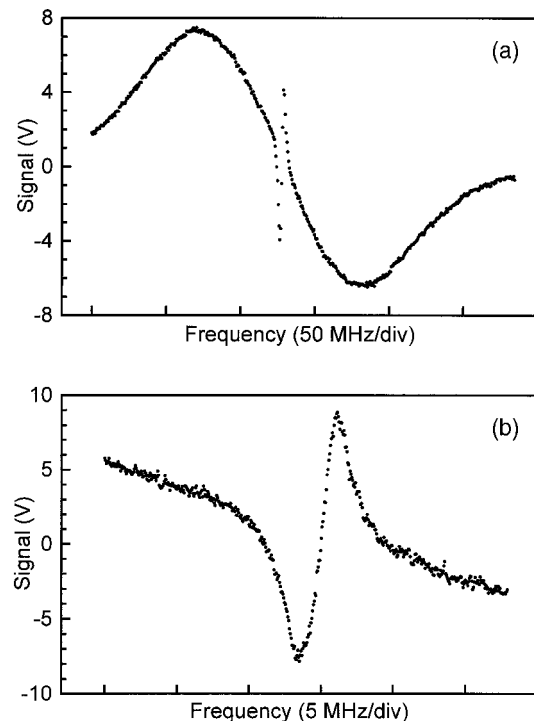 (a)
8
4
0
-4
-8
Signal (V)
Frequency (50 MHz/div)
(b)
10
5
0
-5
-10
Signal (V)
Frequency (5 MHz/div)